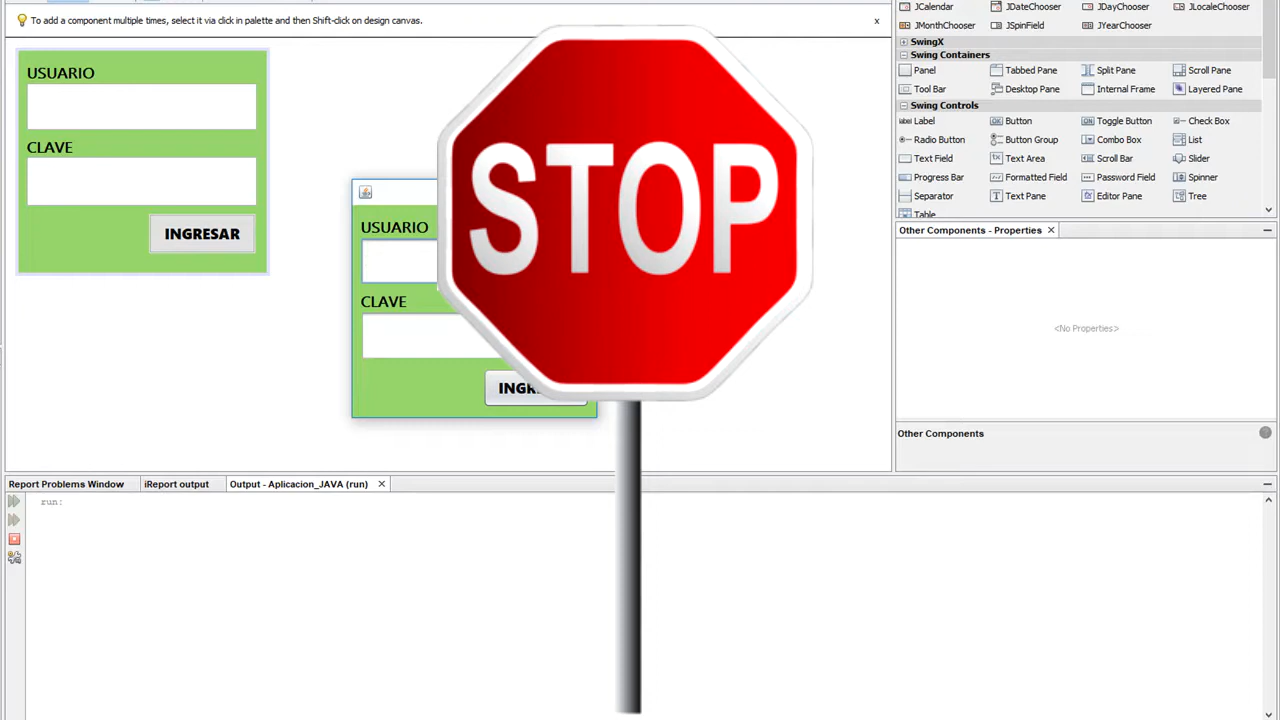 JCalendar JDateChooser JDayChooser JLocaleChooser
To add a component multiple times, select it via click in palette and then Shift-click on design canvas. x
JMonthChooser JSpinField JYearChooser
SwingX
Swing Containers
Panel Tabbed Pane Split Pane Scroll Pane
Tool Bar Desktop Pane Internal Frame Layered Pane
Swing Controls
label Label OK Button OK Toggle Button Check Box
Radio Button Button Group Combo Box List
Text Field Text Area Scroll Bar Slider
Progress Bar Formatted Field Password Field Spinner
Separator Text Pane Editor Pane Tree
Table
USUARIO
CLAVE
INGRESAR
USUARIO
CLAVE
INGR
STOP
Other Components - Properties
<No Properties>
Other Components
Report Problems Window iReport output Output - Aplicacion_JAVA (run)
run: